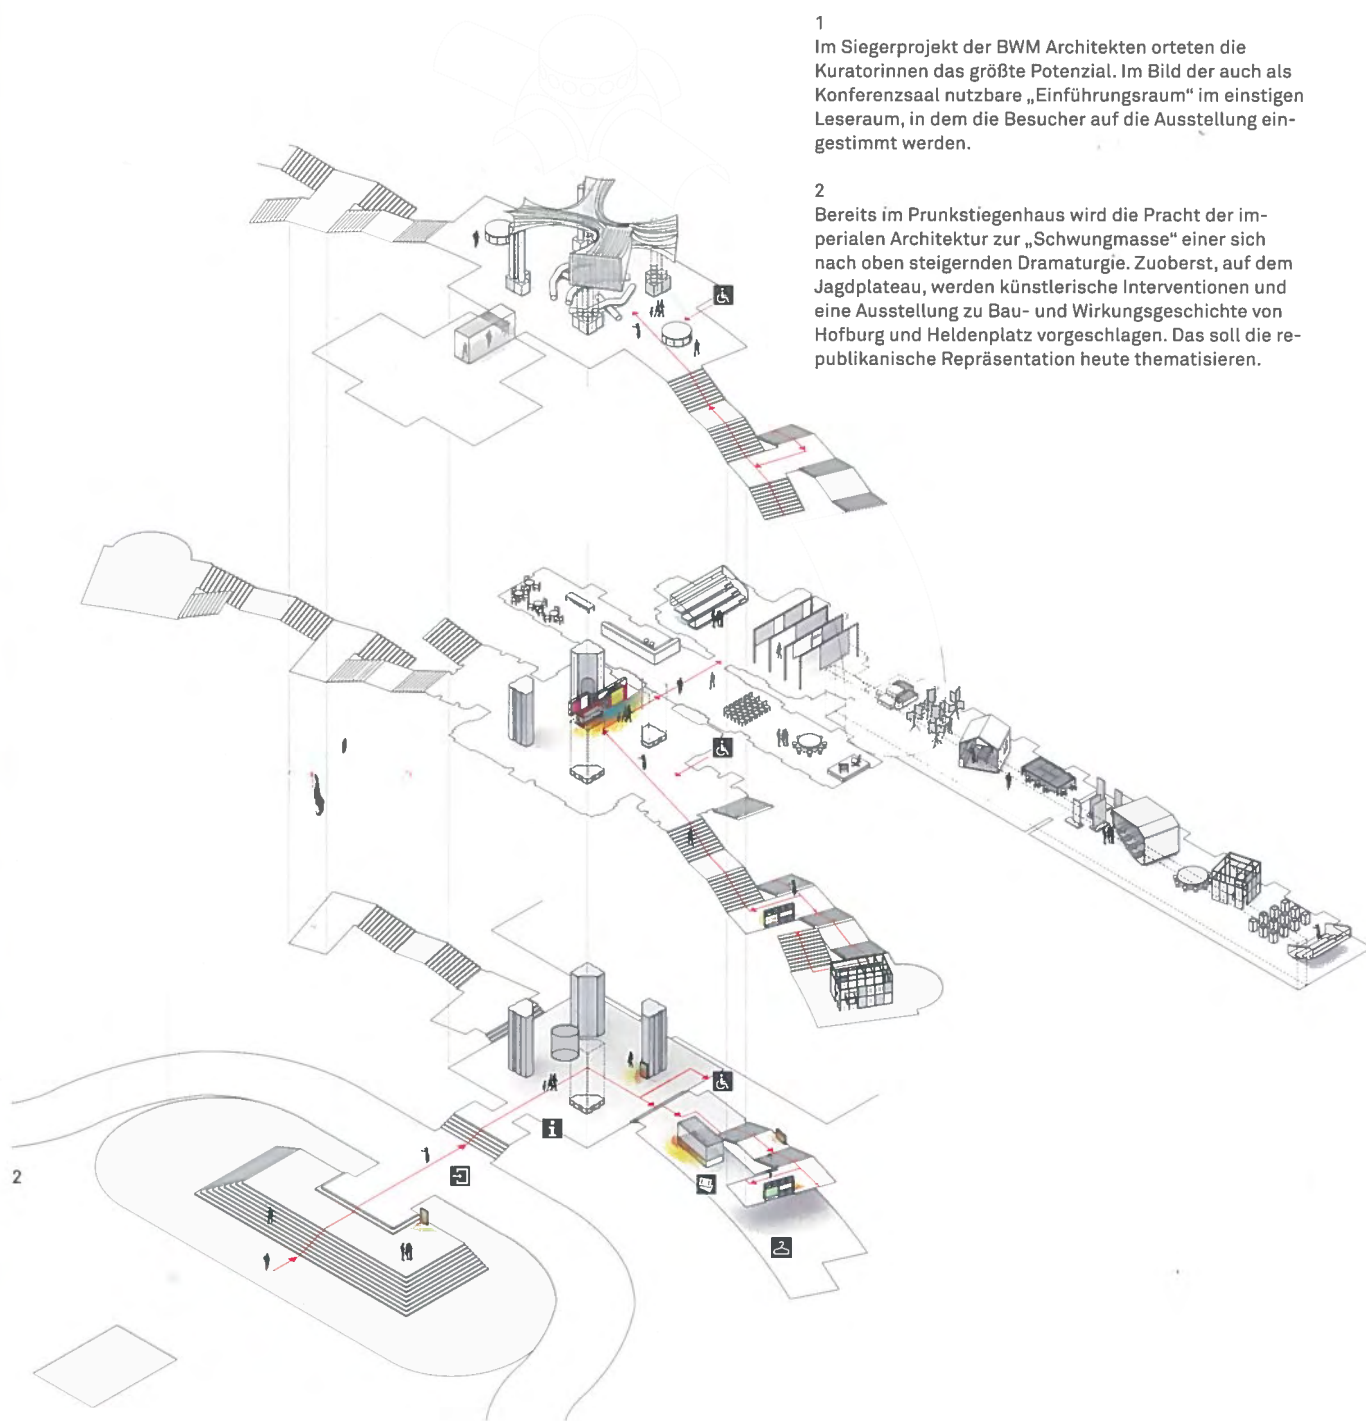 1
Im Siegerprojekt der BWM Architekten orteten die
Kuratorinnen das größte Potenzial. Im Bild der auch als
Konferenzsaal nutzbare „Einführungsraum“ im einstigen
Leseraum, in dem die Besucher auf die Ausstellung ein-
gestimmt werden.
2
Bereits im Prunkstiegenhaus wird die Pracht der im-
perialen Architektur zur „Schwungmasse“ einer sich
nach oben steigernden Dramaturgie. Zuoberst, auf dem
Jagdplateau, werden künstlerische Interventionen und
eine Ausstellung zu Bau- und Wirkungsgeschichte von
Hofburg und Heldenplatz vorgeschlagen. Das soll die re-
publikanische Repräsentation heute thematisieren.
i
2